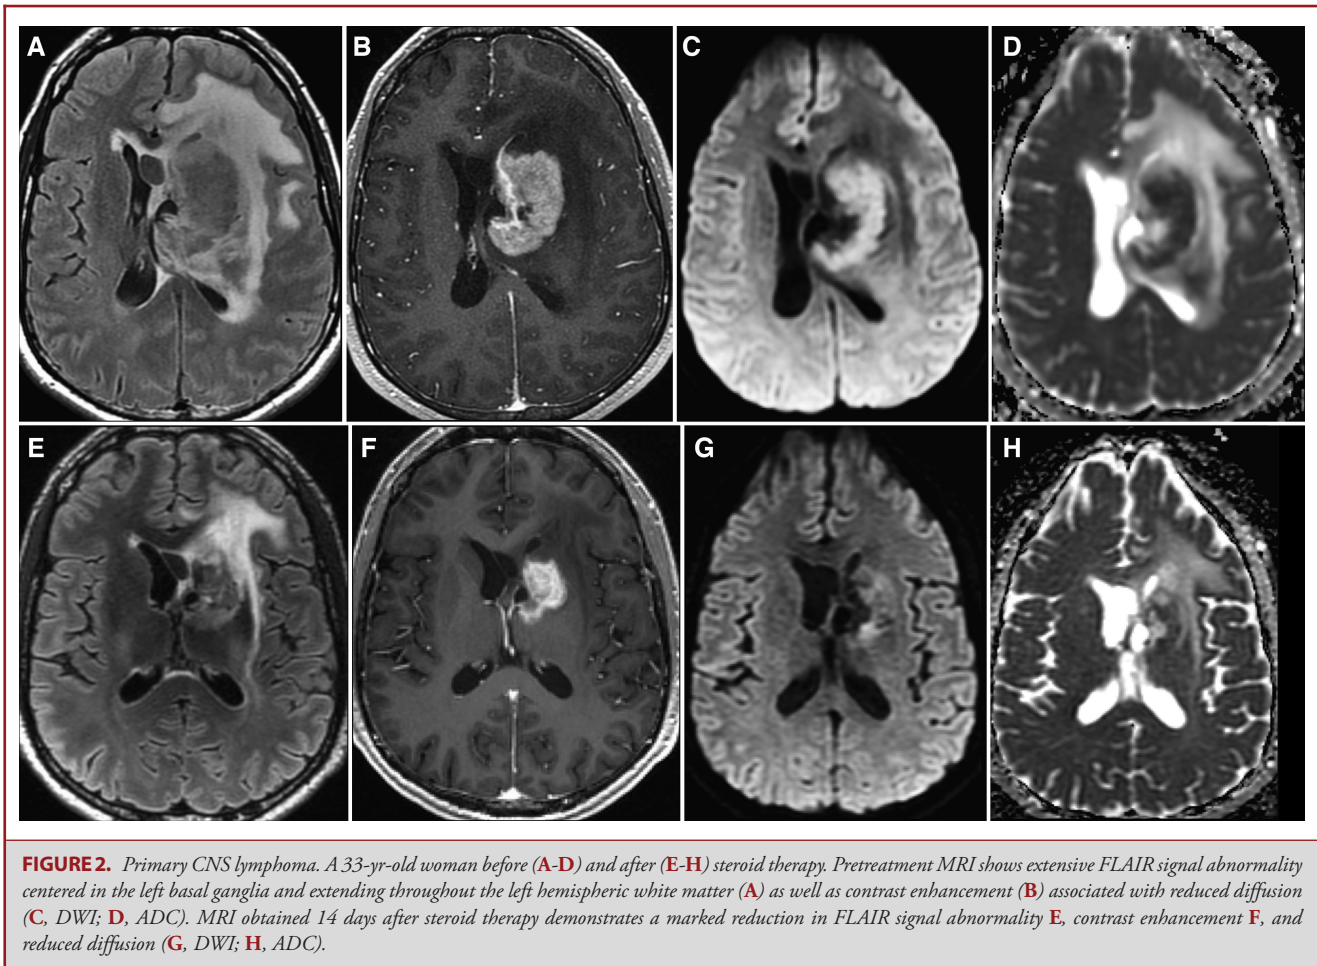 A
B
C
D
E
F
G
H
FIGURE 2. Primary CNS lymphoma. A 33-yr-old woman before (A-D) and after (E-H) steroid therapy. Pretreatment MRI shows extensive FLAIR signal abnormality
centered in the left basal ganglia and extending throughout the left hemispheric white matter (A) as well as contrast enhancement (B) associated with reduced diffusion
(C, DWI; D, ADC). MRI obtained 14 days after steroid therapy demonstrates a marked reduction in FLAIR signal abnormality E, contrast enhancement F, and
reduced diffusion (G, DWI; H, ADC).